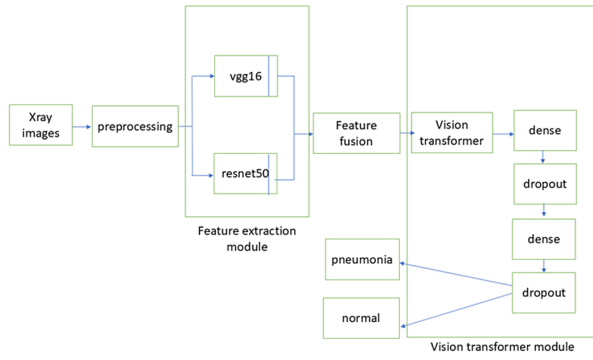 vgg16
Xray
images
preprocessing
resnet50
Feature extraction
module
Feature
fusion
Vision
transformer
dense
dropout
dense
dropout
pneumonia
normal
Vision transformer module